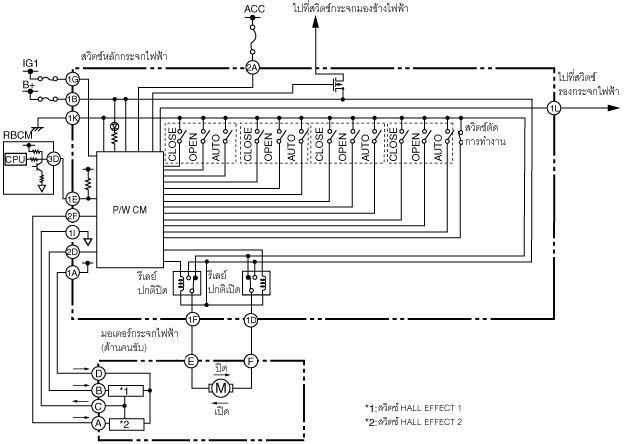 ACC
ไปที่สวิตช์กระจกมองข้างไฟฟ้า
สวิตช์หลักกระจกไฟฟ้า
IG1
B+
1G
1B
1K
2A
1L
ไปที่สวิตช์
รองกระจกไฟฟ้า
RBCM
CPU
3D
CLOSE
OPEN
AUTO
CLOSE
OPEN
AUTO
CLOSE
OPEN
AUTO
CLOSE
OPEN
AUTO
สวิตช์ตัด
การทำงาน
P/W CM
1E
2F
1I
2D
1A
รีเลย์
ปกติปิด
รีเลย์
ปกติเปิด
1F
1D
มอเตอร์กระจกไฟฟ้า
(ด้านคนขับ)
E
F
D
B
C
A
*1
*2
ปิด
M
เปิด
*1:สวิตช์ HALL EFFECT 1
*2:สวิตช์ HALL EFFECT 2